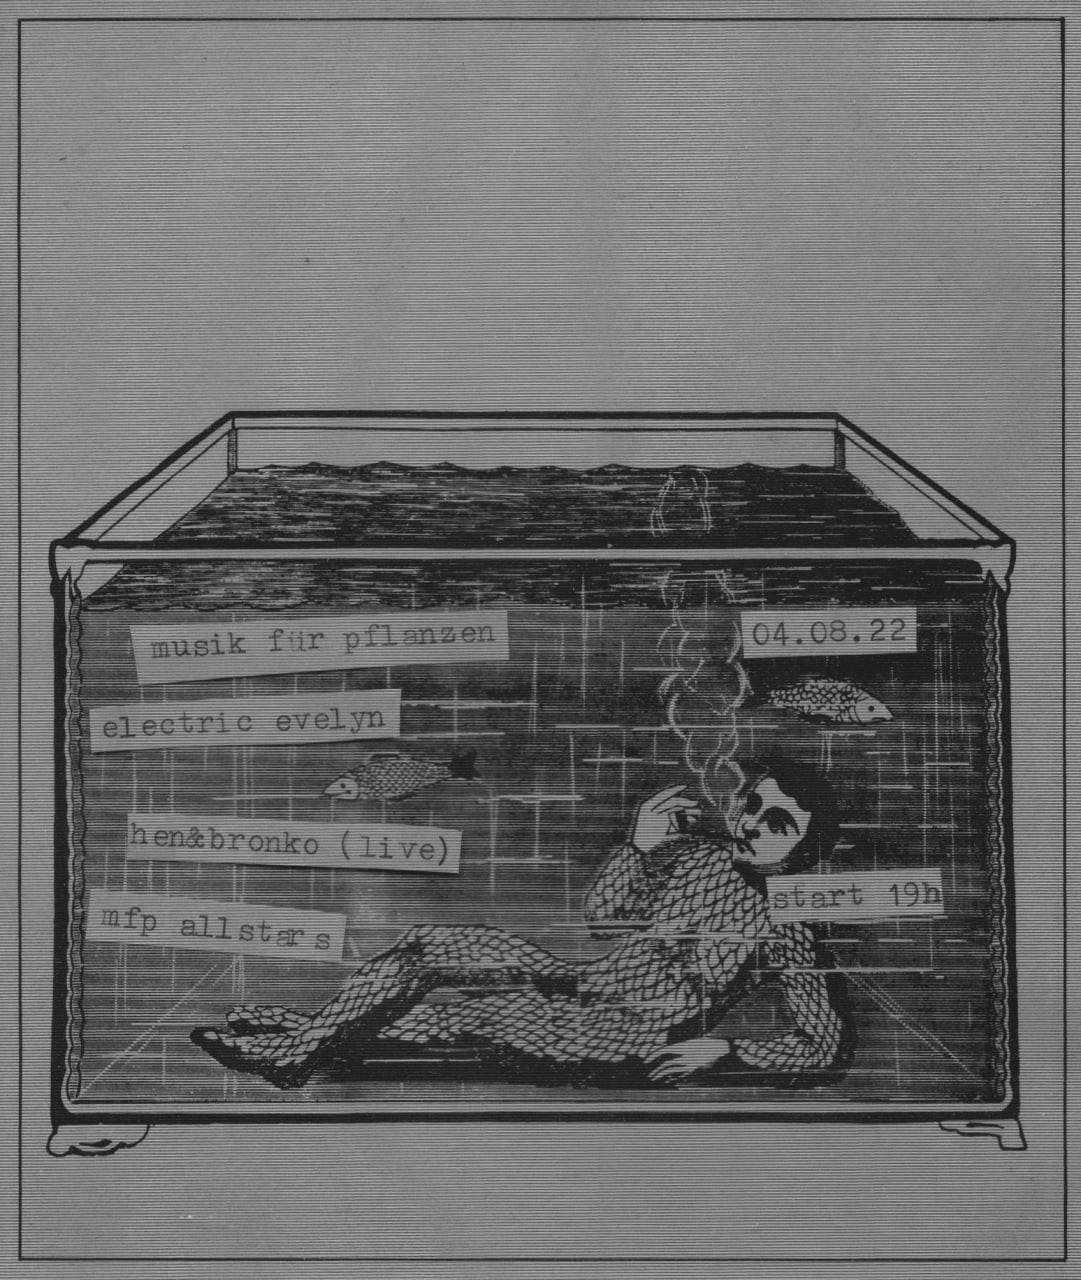 musik für pflanzen
04.08.22
electric evelyn
hen&bronko (live)
start 19h
mfp allstars